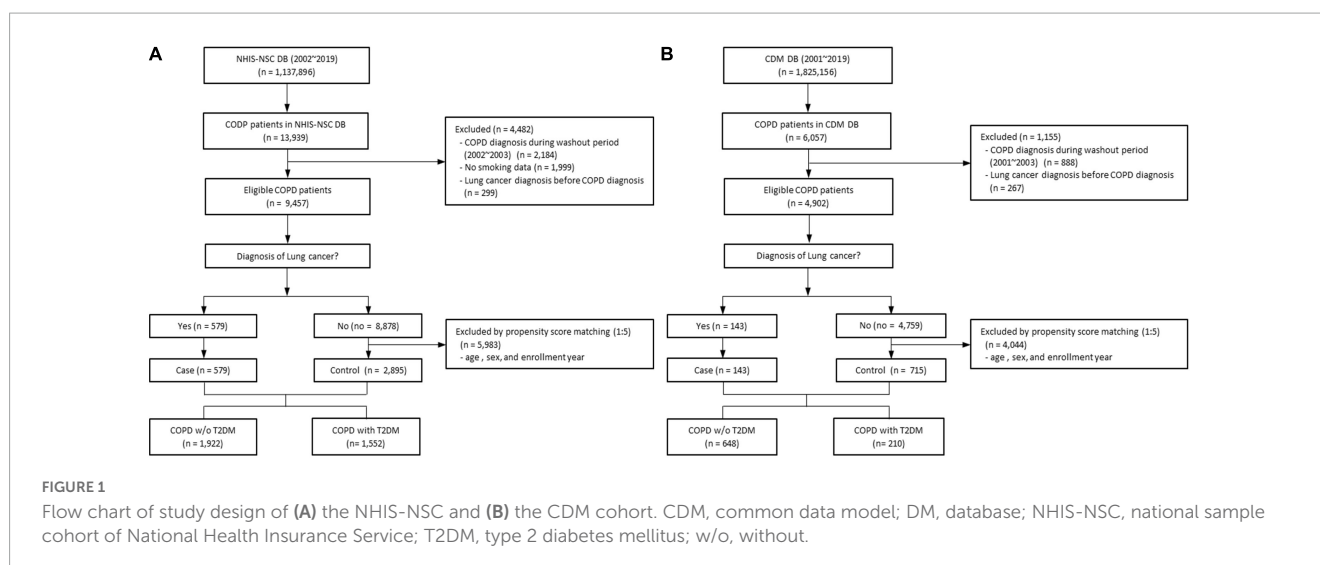 A
NHIS-NSC DB (2002~2019)
(n = 1,137,896)
CODP patients in NHIS-NSC DB
(n = 13,939)
Excluded (n = 4,482)
- COPD diagnosis during washout period
(2002~2003) (n = 2,184)
- No smoking data (n = 1,999)
- Lung cancer diagnosis before COPD diagnosis
(n = 299)
Eligible COPD patients
(n = 9,457)
Diagnosis of Lung cancer?
Yes (n = 579)
No (no = 8,878)
Excluded by propensity score matching (1:5)
(n = 5,983)
- age , sex, and enrollment year
Case (n = 579)
Control (n = 2,895)
COPD w/o T2DM
(n = 1,922)
COPD with T2DM
(n= 1,552)
B
CDM DB (2001~2019)
(n = 1,825,156)
COPD patients in CDM DB
(n = 6,057)
Excluded (n = 1,155)
- COPD diagnosis during washout period
(2001~2003) (n = 888)
- Lung cancer diagnosis before COPD diagnosis
(n = 267)
Eligible COPD patients
(n = 4,902)
Diagnosis of Lung cancer?
Yes (n = 143)
No (no = 4,759)
Excluded by propensity score matching (1:5)
(n = 4,044)
- age , sex, and enrollment year
Case (n = 143)
Control (n = 715)
COPD w/o T2DM
(n = 648)
COPD with T2DM
(n= 210)
FIGURE 1
Flow chart of study design of (A) the NHIS-NSC and (B) the CDM cohort. CDM, common data model; DM, database; NHIS-NSC, national sample
cohort of National Health Insurance Service; T2DM, type 2 diabetes mellitus; w/o, without.